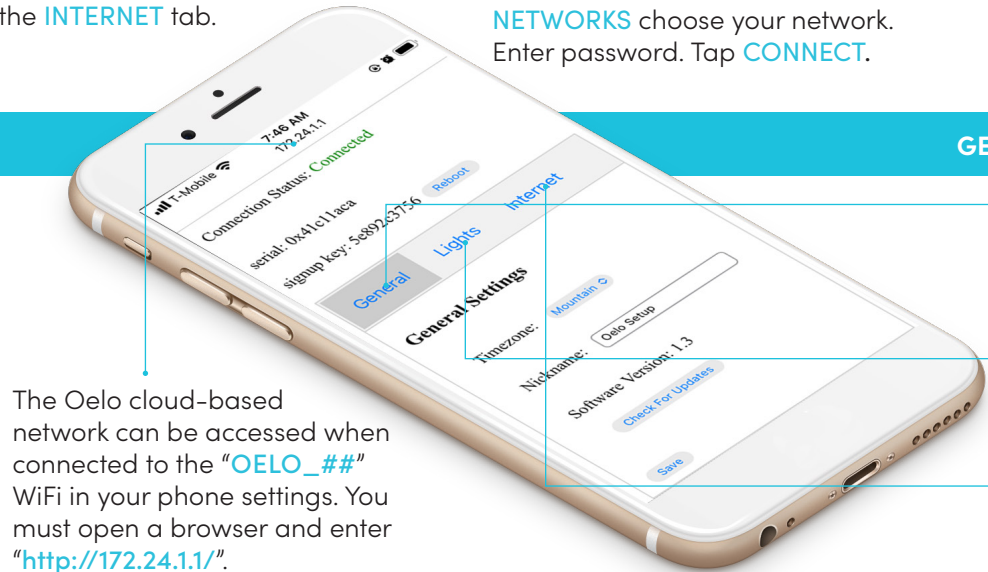 the INTERNET tab.
NETWORKS choose your network.
Enter password. Tap CONNECT.
GE
T-Mobile
7:46 AM
172.24.1.1
Connection Status: Connected
serial: 0x41c11aca
signup key: 5e892c3756 Reboot
General Lights Internet
General Settings
Timezone: Mountain
Nickname: Oelo Setup
Software Version: 1.3
Check For Updates
Save
The Oelo cloud-based
network can be accessed when
connected to the “OELO_##”
WiFi in your phone settings. You
must open a browser and enter
“http://172.24.1.1/”.